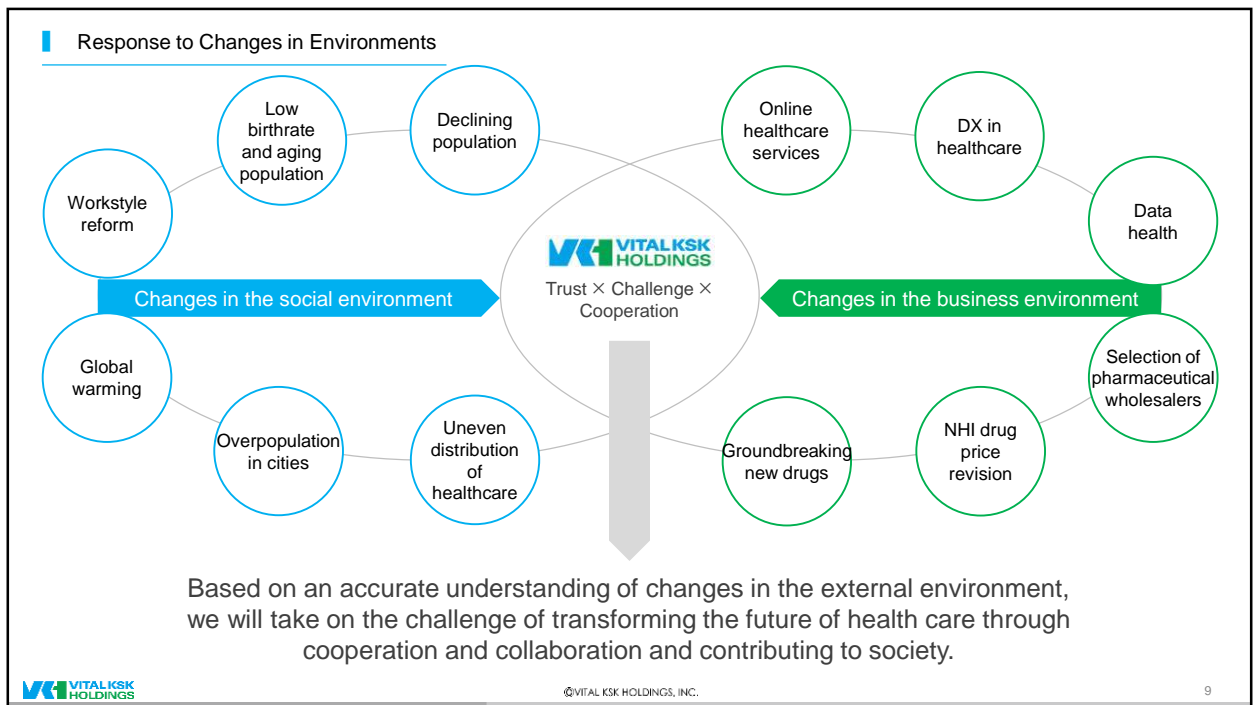 Response to Changes in Environments
Low
birthrate
and aging
population
Declining
population
Workstyle
reform
Changes in the social environment
Global
warming
Overpopulation
in cities
Uneven
distribution
of
healthcare
VITAL KSK
HOLDINGS
Trust × Challenge ×
Cooperation
Online
healthcare
services
DX in
healthcare
Data
health
Changes in the business environment
Selection of
pharmaceutical
wholesalers
NHI drug
price
revision
Groundbreaking
new drugs
Based on an accurate understanding of changes in the external environment,
we will take on the challenge of transforming the future of health care through
cooperation and collaboration and contributing to society.
VITAL KSK
HOLDINGS
©VITAL KSK HOLDINGS, INC.
9